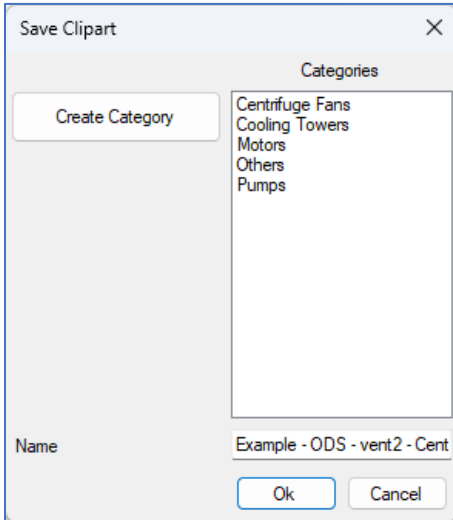 Save Clipart
Categories
Create Category
Centrifuge Fans
Cooling Towers
Motors
Others
Pumps
Name
Example - ODS - vent2 - Cent
Ok
Cancel